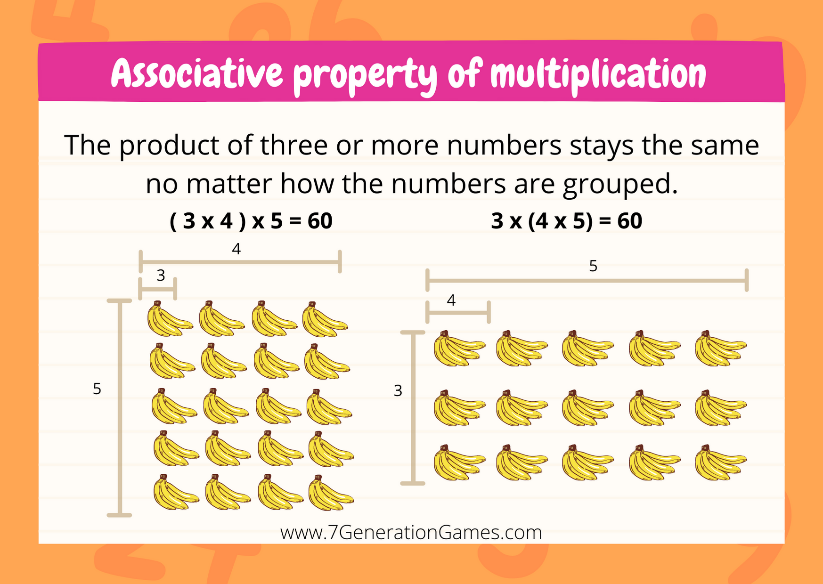 Associative property of multiplication
The product of three or more numbers stays the same
no matter how the numbers are grouped.
( 3 x 4 ) x 5 = 60
3 x (4 x 5) = 60
4
3
5
5
4
3
www.7GenerationGames.com